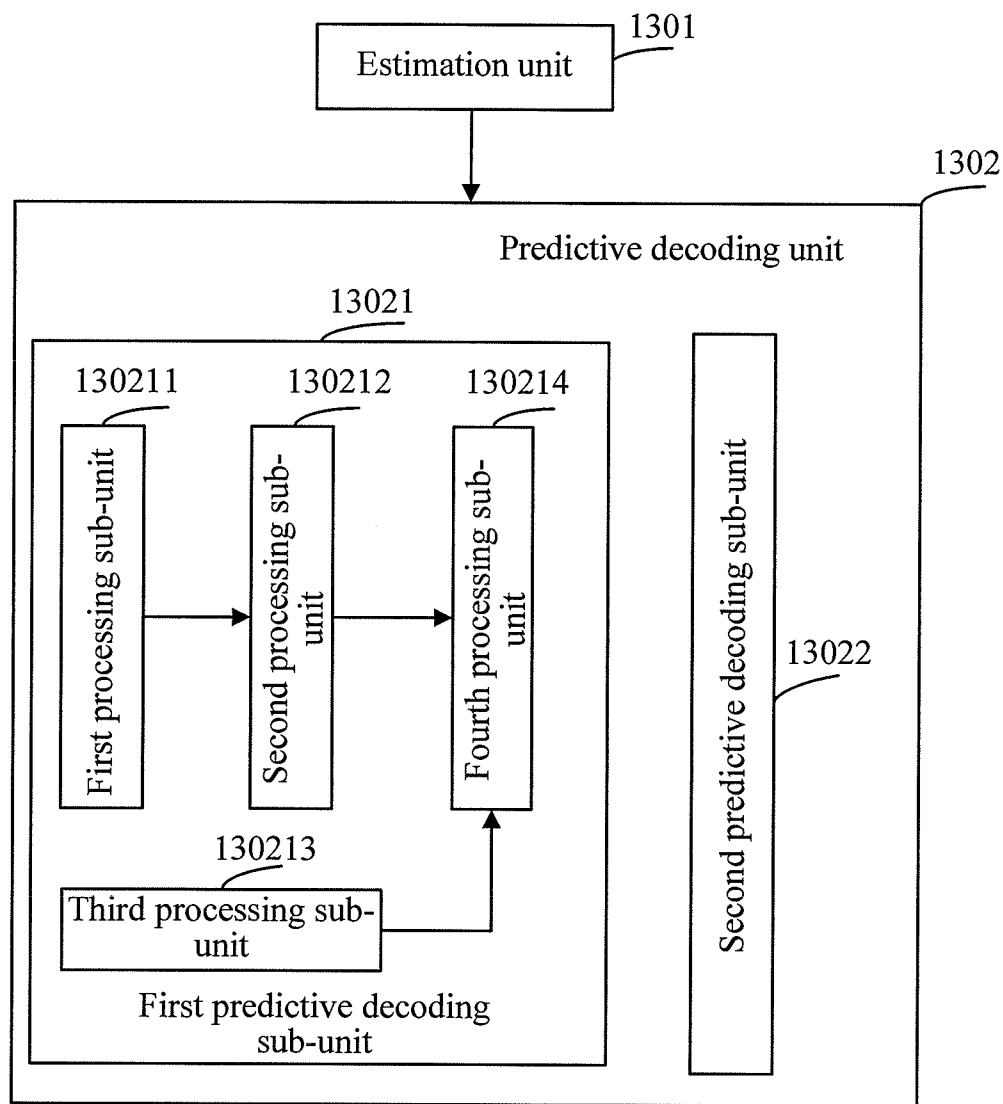 1301
Estimation unit
1302
Predictive decoding unit
13021
130211
130212
130214
First processing sub-unit
Second processing sub-
unit
Fourth processing sub-
unit
Second predictive decoding sub-unit
13022
130213
Third processing sub-
unit
First predictive decoding
sub-unit